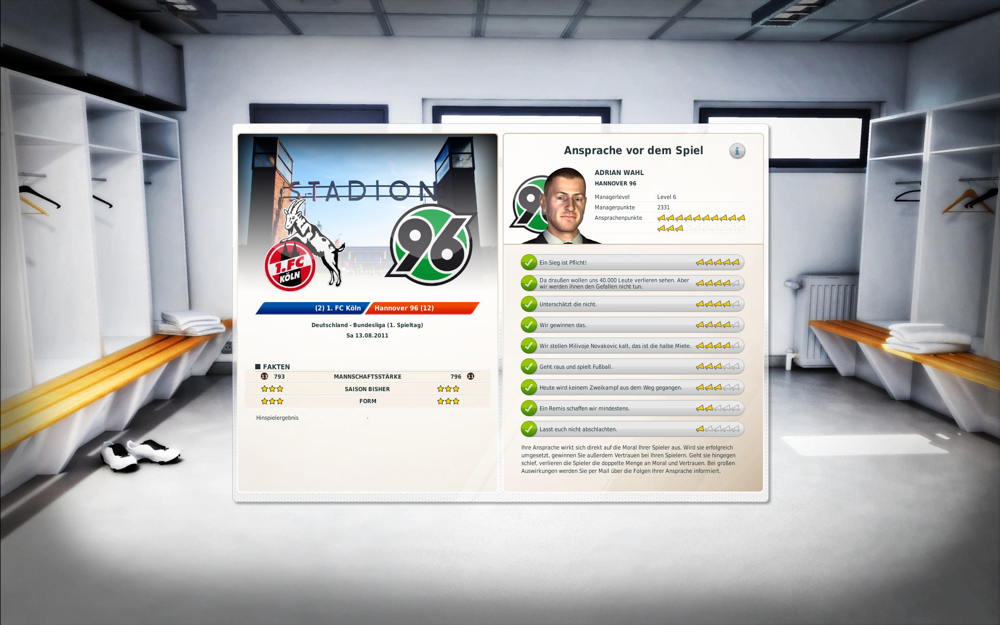 STADION
1.FC
KÖLN
96
(2) 1. FC Köln
Hannover 96 (12)
Deutschland - Bundesliga (1. Spieltag)
Sa 13.08.2011
FAKTEN
13 793 MANNSCHAFTSSTÄRKE 796 11
SAISON BISHER
FORM
Hinspielergebnis -
Ansprache vor dem Spiel
i
96
ADRIAN WAHL
HANNOVER 96
Managerlevel Level 6
Managerpunkte 2331
Ansprachenpunkte
Ein Sieg ist Pflicht!
Da draußen wollen uns 40.000 Leute verlieren sehen. Aber
wir werden ihnen den Gefallen nicht tun.
Unterschätzt die nicht.
Wir gewinnen das.
Wir stellen Milivoje Novakovic kalt, das ist die halbe Miete.
Geht raus und spielt Fußball.
Heute wird keinem Zweikampf aus dem Weg gegangen.
Ein Remis schaffen wir mindestens.
Lasst euch nicht abschlachten.
Ihre Ansprache wirkt sich direkt auf die Moral Ihrer Spieler aus. Wird sie erfolgreich
umgesetzt, gewinnen Sie außerdem Vertrauen bei Ihren Spielern. Geht sie hingegen
schief, verlieren die Spieler die doppelte Menge an Moral und Vertrauen. Bei großen
Auswirkungen werden Sie per Mail über die Folgen Ihrer Ansprache informiert.